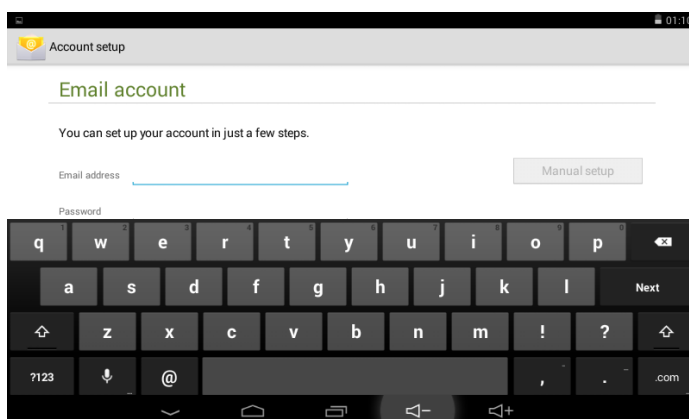 01:10
Account setup
Email account
You can set up your account in just a few steps.
Email address
Manual setup
Password
1 2 3 4 5 6 7 8 9 0
q w e r t y u i o p
a s d f g h j k l Next
z x c v b n m ! ?
?123 @ , . .com